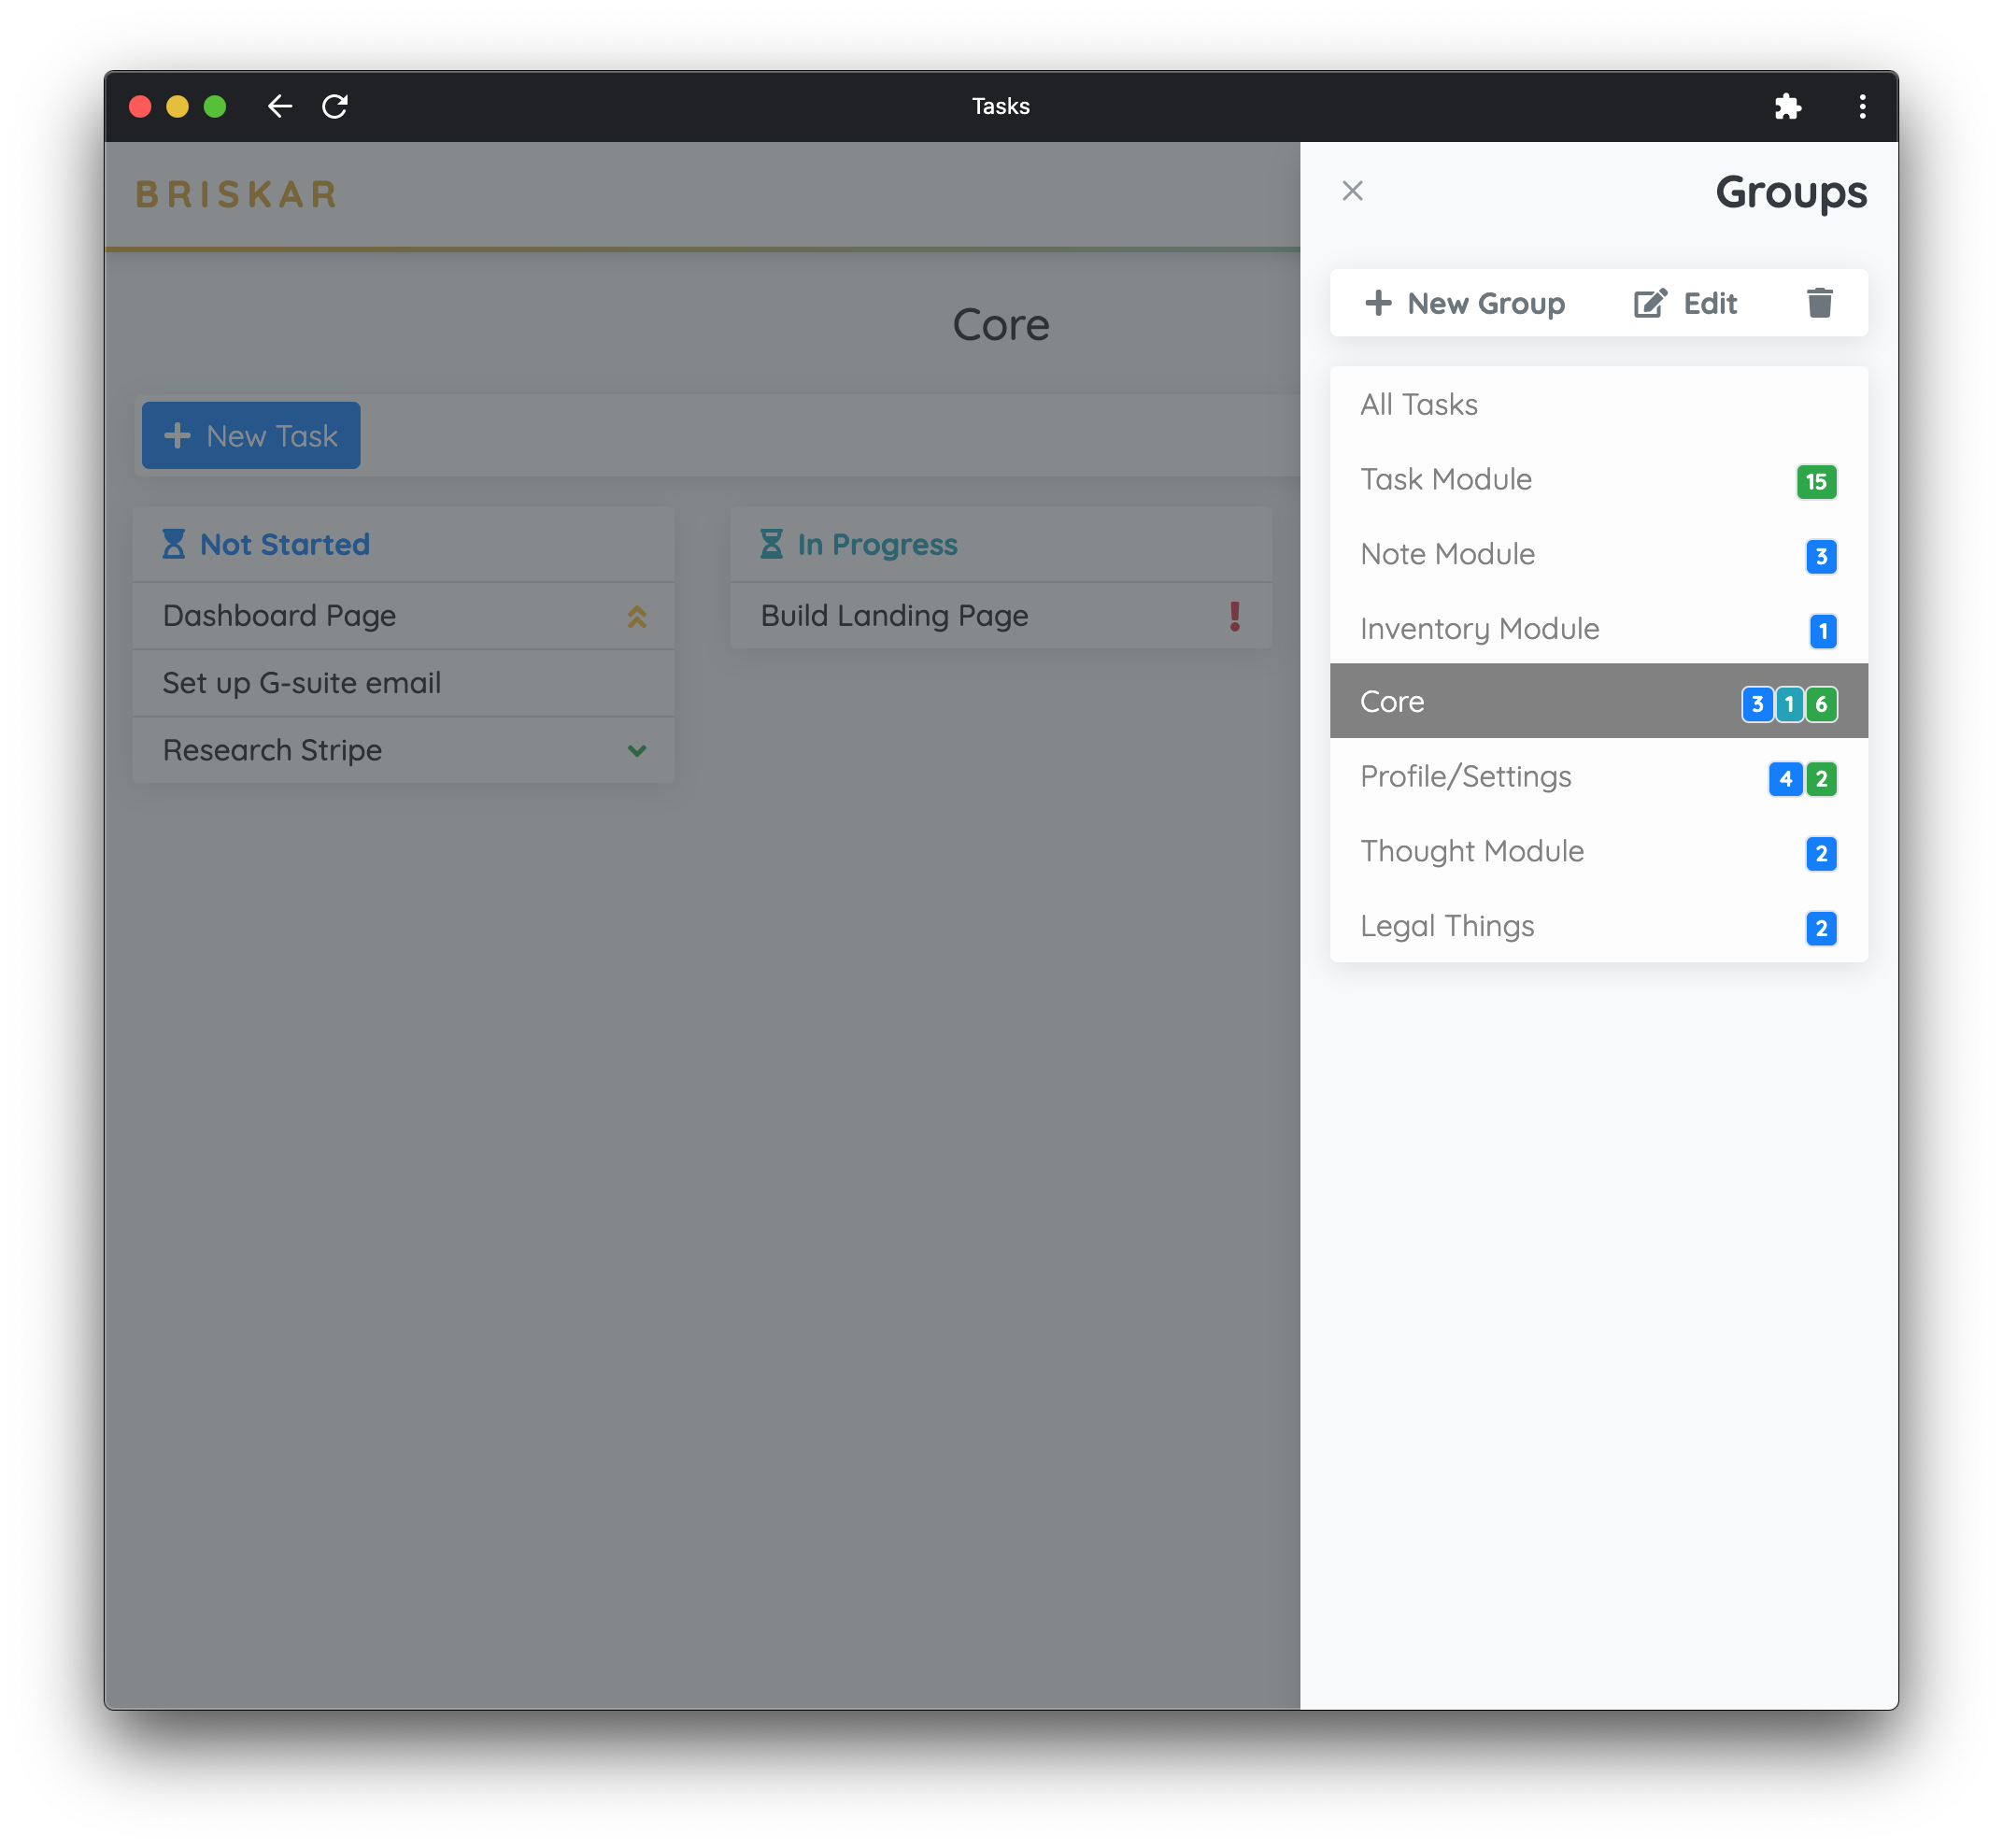 Tasks
BRISKAR
Core
New Task
Not Started
Dashboard Page
Set up G-suite email
Research Stripe
In Progress
Build Landing Page
Groups
New Group Edit
All Tasks
Task Module 15
Note Module 3
Inventory Module 1
Core 3 1 6
Profile/Settings 4 2
Thought Module 2
Legal Things 2